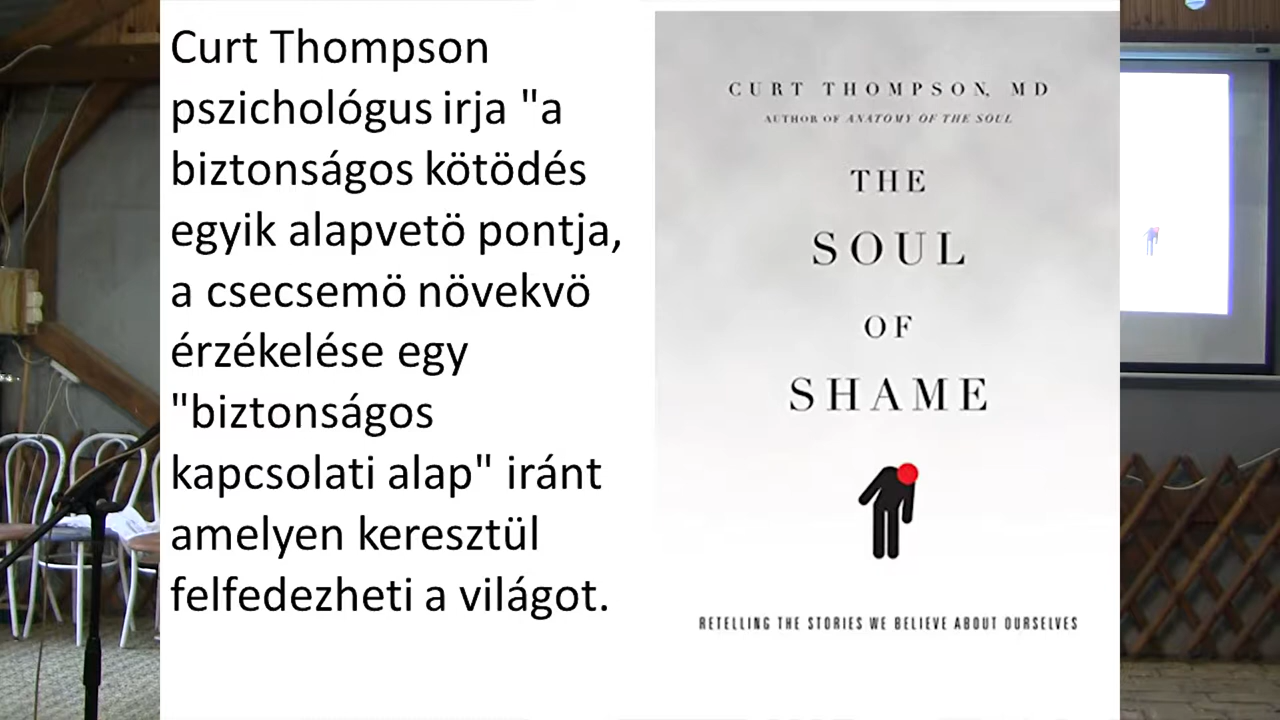 Curt Thompson
pszichológus irja "a
biztonságos kötödés
egyik alapvetö pontja,
a csecsemö növekvö
érzékelése egy
"biztonságos
kapcsolati alap" iránt
amelyen keresztül
felfedezheti a világot.
CURT THOMPSON, MD
AUTHOR OF ANATOMY OF THE SOUL
THE
SOUL
OF
SHAME
RETELLING THE STORIES WE BELIEVE ABOUT OURSELVES